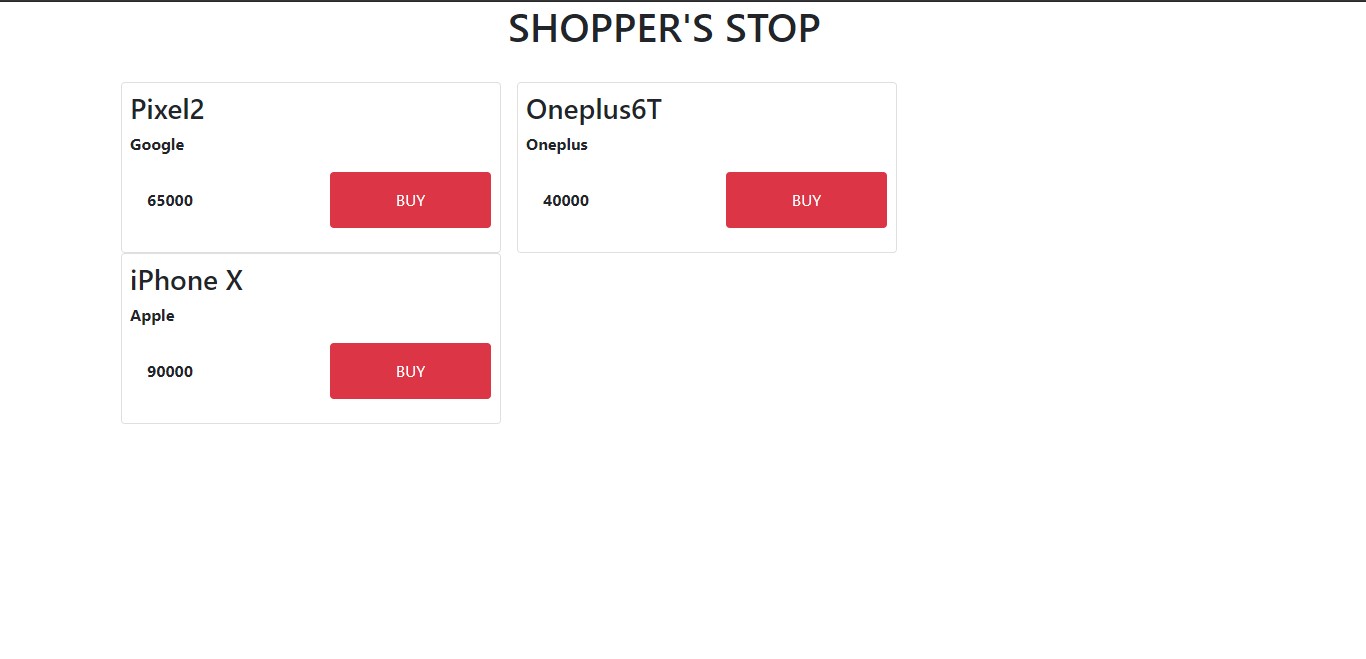 SHOPPER'S STOP
Pixel2
Google
65000 BUY
Oneplus6T
Oneplus
40000 BUY
iPhone X
Apple
90000 BUY